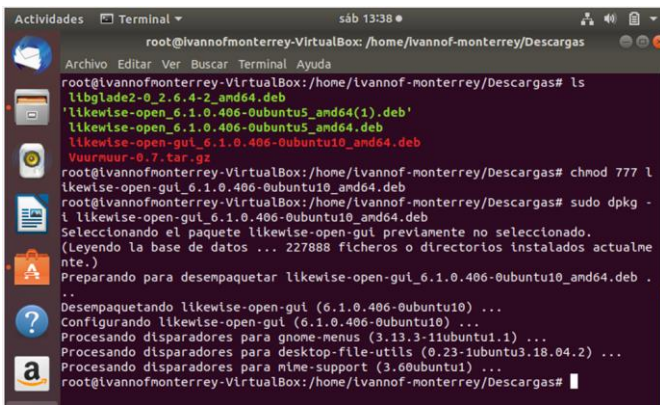 Actividades Terminal sáb 13:38
root@ivannofmonterrey-VirtualBox: /home/ivannof-monterrey/Descargas
Archivo Editar Ver Buscar Terminal Ayuda
root@ivannofmonterrey-VirtualBox:/home/ivannof-monterrey/Descargas# ls
libglade2-0_2.6.4-2_amd64.deb
'likewise-open_6.1.0.406-0ubuntu5_amd64(1).deb'
likewise-open_6.1.0.406-0ubuntu5_amd64.deb
likewise-open-gui_6.1.0.406-0ubuntu10_amd64.deb
Vuurmuur-0.7.tar.gz
root@ivannofmonterrey-VirtualBox:/home/ivannof-monterrey/Descargas# chmod 777 l
ikewise-open-gui_6.1.0.406-0ubuntu10_amd64.deb
root@ivannofmonterrey-VirtualBox:/home/ivannof-monterrey/Descargas# sudo dpkg -
i likewise-open-gui_6.1.0.406-0ubuntu10_amd64.deb
Seleccionando el paquete likewise-open-gui previamente no seleccionado.
(Leyendo la base de datos ... 227888 ficheros o directorios instalados actualme
nte.)
Preparando para desempaquetar likewise-open-gui_6.1.0.406-0ubuntu10_amd64.deb .
..
Desempaquetando likewise-open-gui (6.1.0.406-0ubuntu10) ...
Configurando likewise-open-gui (6.1.0.406-0ubuntu10) ...
Procesando disparadores para gnome-menus (3.13.3-11ubuntu1.1) ...
Procesando disparadores para desktop-file-utils (0.23-1ubuntu3.18.04.2) ...
Procesando disparadores para mime-support (3.60ubuntu1) ...
root@ivannofmonterrey-VirtualBox:/home/ivannof-monterrey/Descargas#